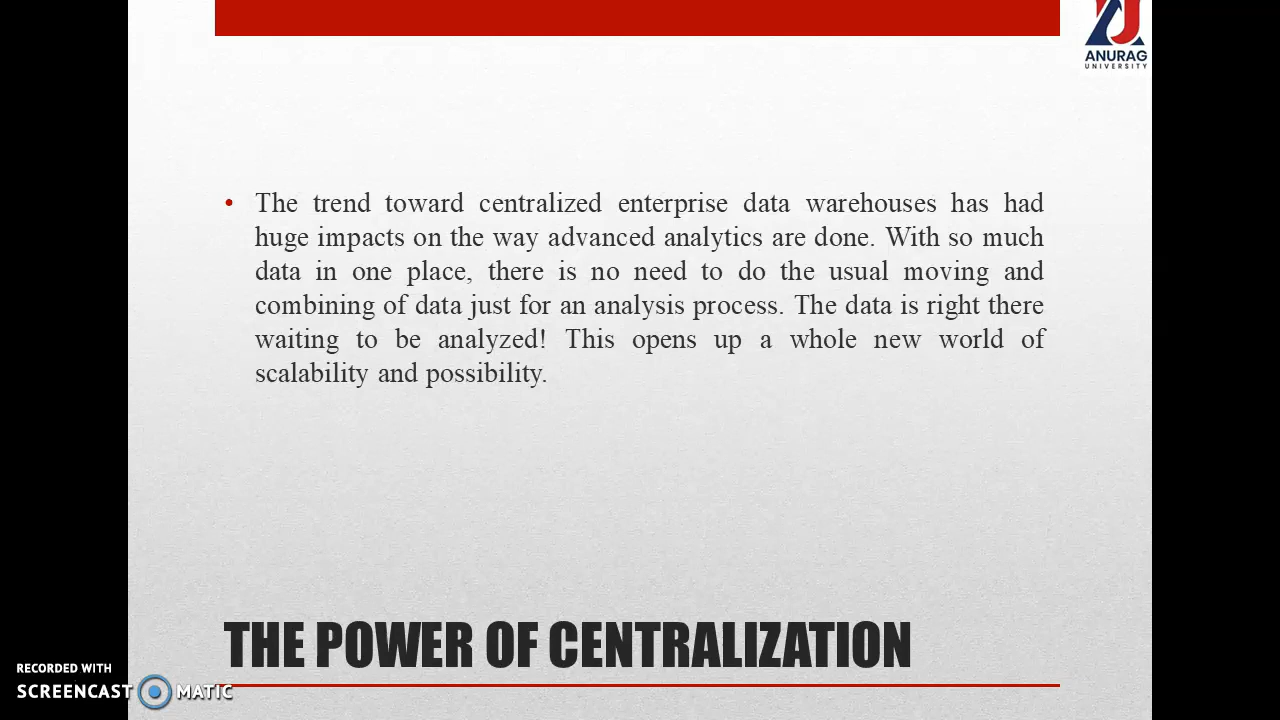 ANURAG
UNIVERSITY
• The trend toward centralized enterprise data warehouses has had
huge impacts on the way advanced analytics are done. With so much
data in one place, there is no need to do the usual moving and
combining of data just for an analysis process. The data is right there
waiting to be analyzed! This opens up a whole new world of
scalability and possibility.
THE POWER OF CENTRALIZATION
RECORDED WITH
SCREENCAST MATIC